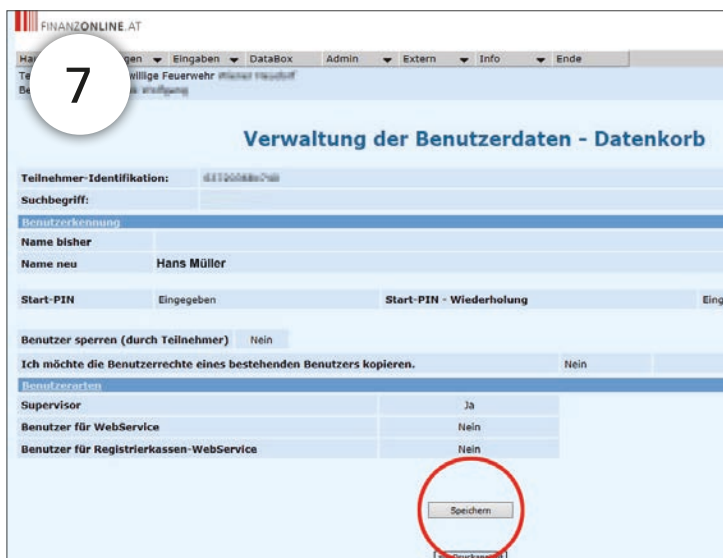 FINANZONLINE.AT
7
Eingaben DataBox Admin Extern Info Ende
willige Feuerwehr
Verwaltung der Benutzerdaten - Datenkorb
Teilnehmer-Identifikation:
Suchbegriff:
Benutzerkennung
Name bisher
Name neu Hans Müller
Start-PIN Eingegeben Start-PIN - Wiederholung Eing
Benutzer sperren (durch Teilnehmer) Nein
Ich möchte die Benutzerrechte eines bestehenden Benutzers kopieren. Nein
Benutzerarten
Supervisor Ja
Benutzer für WebService Nein
Benutzer für Registrierkassen-WebService Nein
Speichern